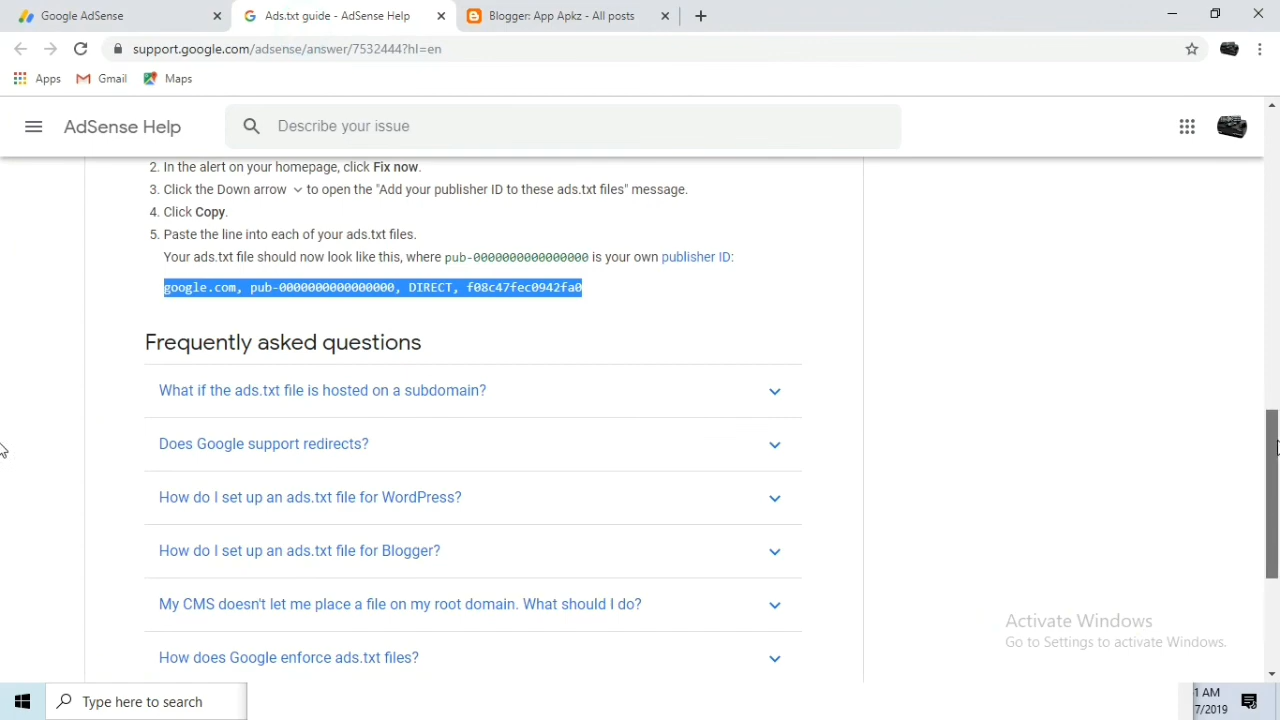 Google AdSense
Ads.txt guide - AdSense Help
Blogger: App Apkz - All posts
support.google.com/adsense/answer/7532444?hl=en
Apps
Gmail
Maps
AdSense Help
Describe your issue
2. In the alert on your homepage, click Fix now.
3. Click the Down arrow to open the "Add your publisher ID to these ads.txt files" message.
4. Click Copy.
5. Paste the line into each of your ads.txt files.
Your ads.txt file should now look like this, where pub-0000000000000000 is your own publisher ID:
google.com, pub-0000000000000000, DIRECT, f08c47fec0942fa0
Frequently asked questions
What if the ads.txt file is hosted on a subdomain?
Does Google support redirects?
How do I set up an ads.txt file for WordPress?
How do I set up an ads.txt file for Blogger?
My CMS doesn't let me place a file on my root domain. What should I do?
How does Google enforce ads.txt files?
Activate Windows
Go to Settings to activate Windows.
Type here to search
1 AM
7/2019